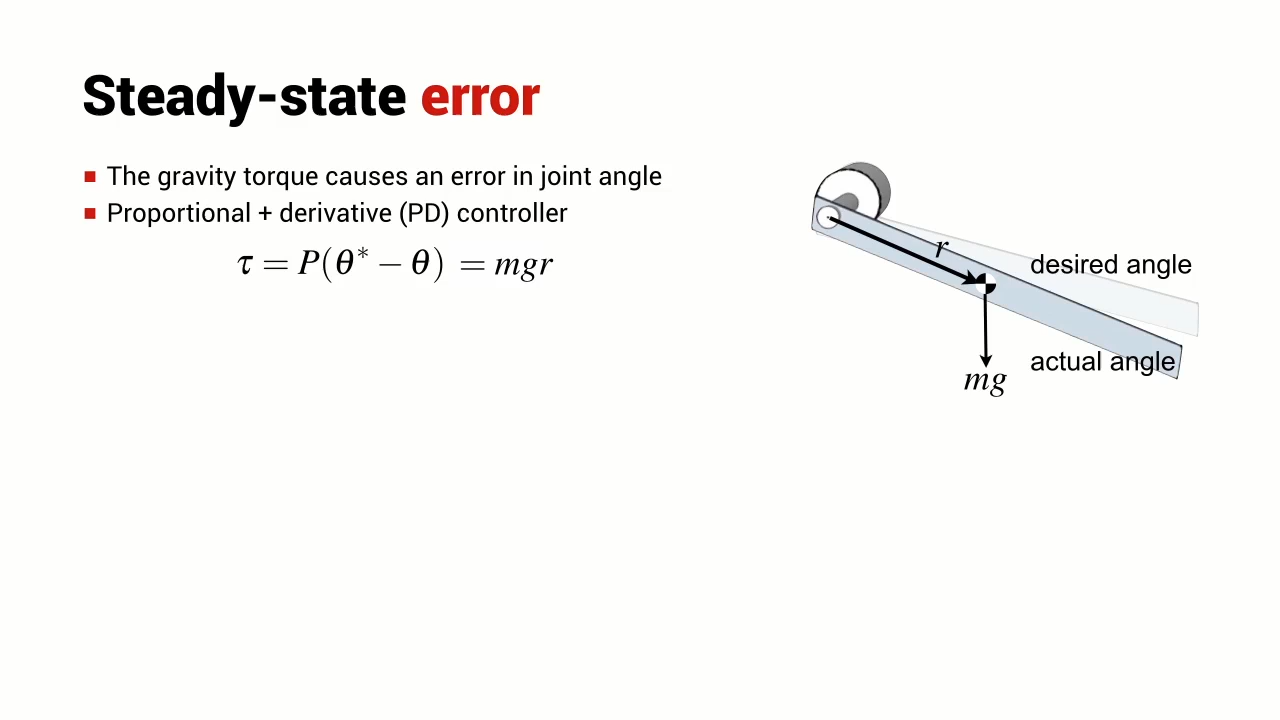 Steady-state error
The gravity torque causes an error in joint angle
Proportional + derivative (PD) controller
τ = P(θ* − θ) = mgr
r
desired angle
actual angle
mg